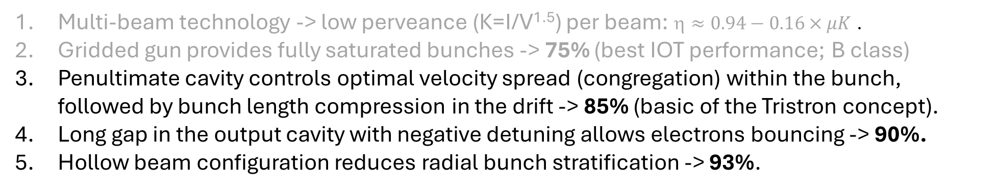 1. Multi-beam technology -> low perveance (K=I/V^1.5) per beam: η ≈ 0.94 − 0.16 × μK .
2. Gridded gun provides fully saturated bunches -> 75% (best IOT performance; B class)
3. Penultimate cavity controls optimal velocity spread (congregation) within the bunch,
followed by bunch length compression in the drift -> 85% (basic of the Tristron concept).
4. Long gap in the output cavity with negative detuning allows electrons bouncing -> 90%.
5. Hollow beam configuration reduces radial bunch stratification -> 93%.